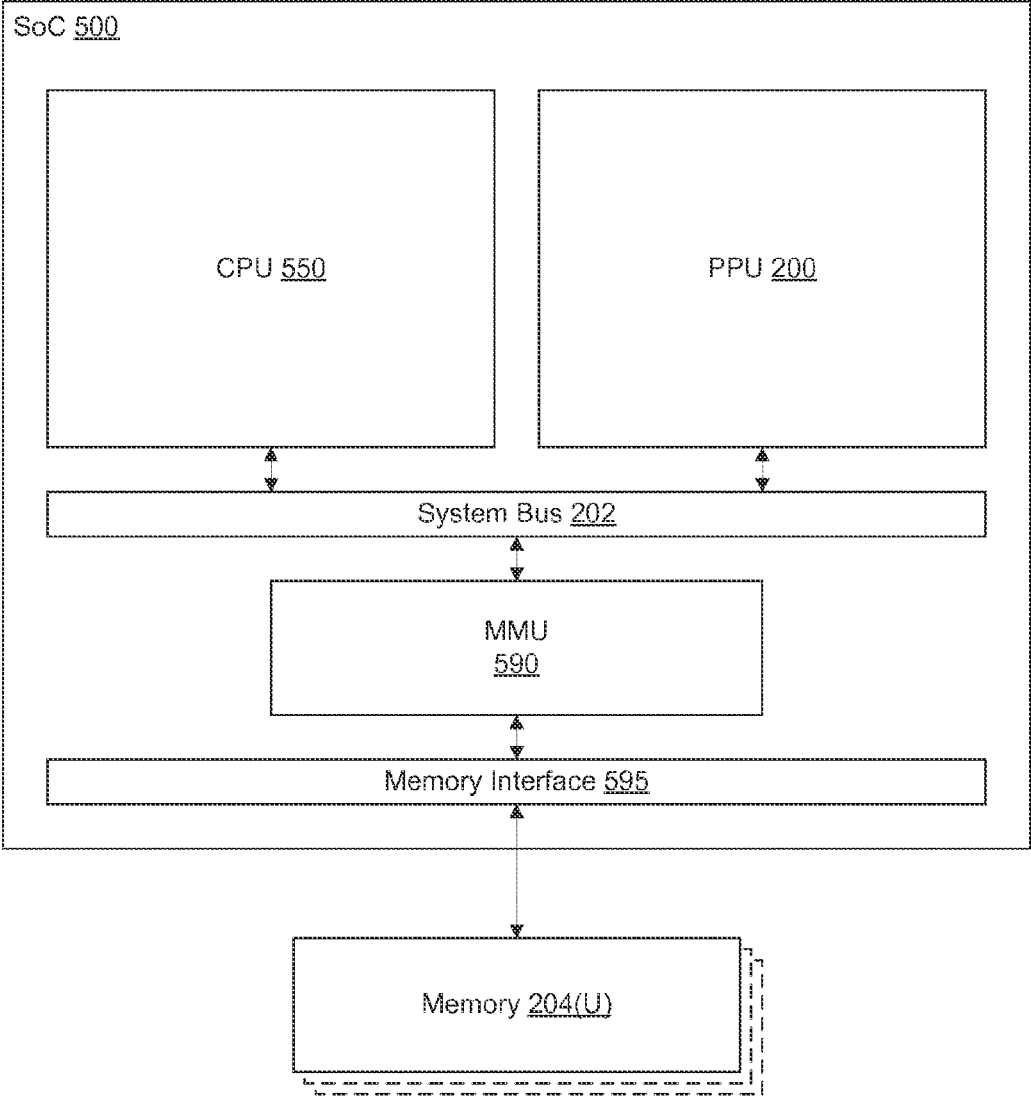 SoC 500
CPU 550
PPU 200
System Bus 202
MMU
590
Memory Interface 595
Memory 204(U)